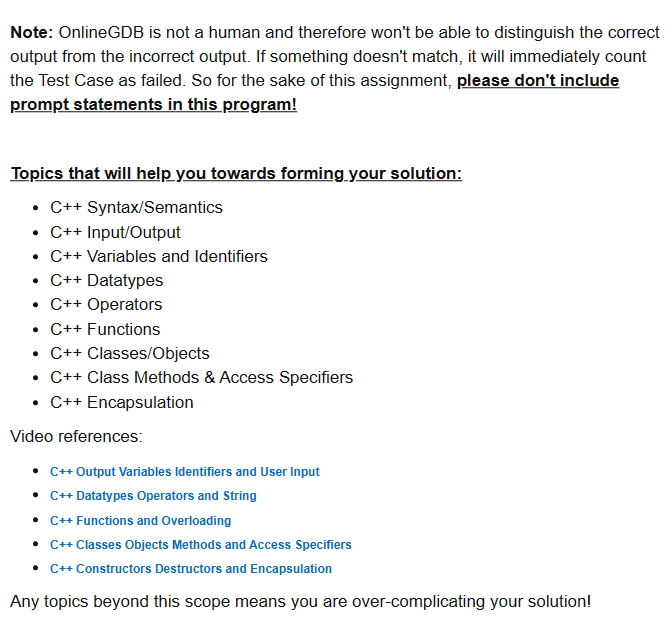 Note: OnlineGDB is not a human and therefore won't be able to distinguish the correct
output from the incorrect output. If something doesn't match, it will immediately count
the Test Case as failed. So for the sake of this assignment, please don't include
prompt statements in this program!
Topics that will help you towards forming your solution:
• C++ Syntax/Semantics
• C++ Input/Output
• C++ Variables and Identifiers
• C++ Datatypes
• C++ Operators
• C++ Functions
• C++ Classes/Objects
• C++ Class Methods & Access Specifiers
• C++ Encapsulation
Video references:
• C++ Output Variables Identifiers and User Input
• C++ Datatypes Operators and String
• C++ Functions and Overloading
• C++ Classes Objects Methods and Access Specifiers
• C++ Constructors Destructors and Encapsulation
Any topics beyond this scope means you are over-complicating your solution!